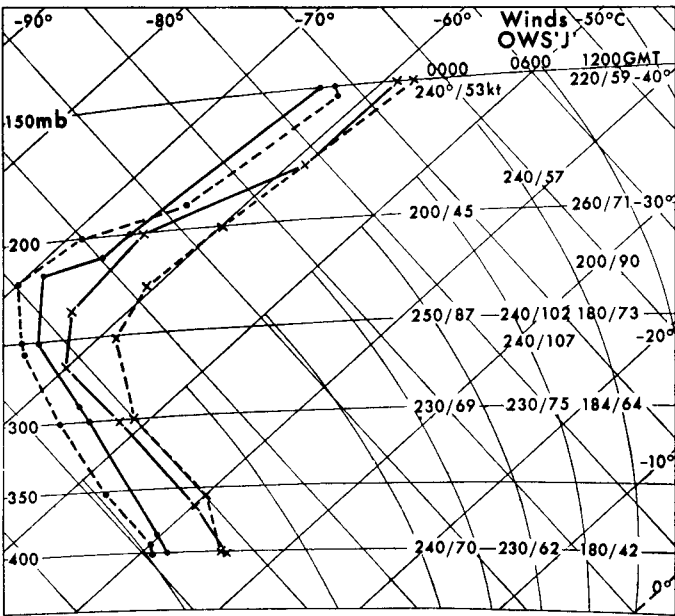 -90° -80° -70° Winds -50°C
OWS'J'
0000 0600 1200GMT
240°/53kt 220/59 -40°
150mb
240/57
200/45 260/71 -30°
200
200/90
250/87 240/102 180/73
240/107 -20°
230/69 230/75 184/64
300
-10°
350
400 240/70 230/62 180/42
0°